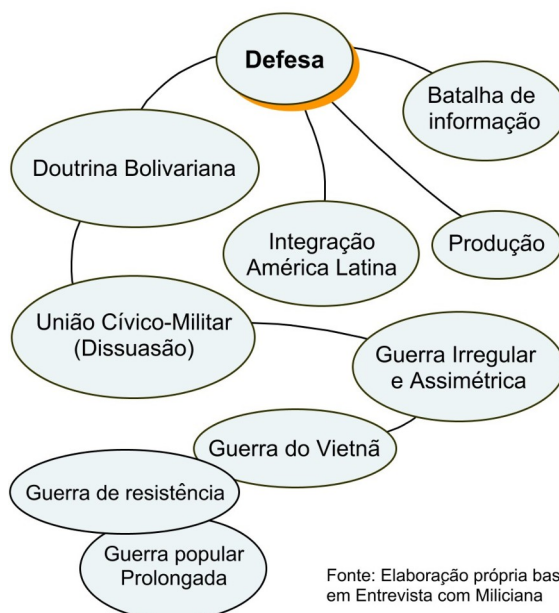 Defesa
Batalha de
informação
Doutrina Bolivariana
Integração
América Latina
Produção
União Cívico-Militar
(Dissuasão)
Guerra Irregular
e Assimétrica
Guerra do Vietnã
Guerra de resistência
Guerra popular
Prolongada
Fonte: Elaboração própria bas
em Entrevista com Miliciana